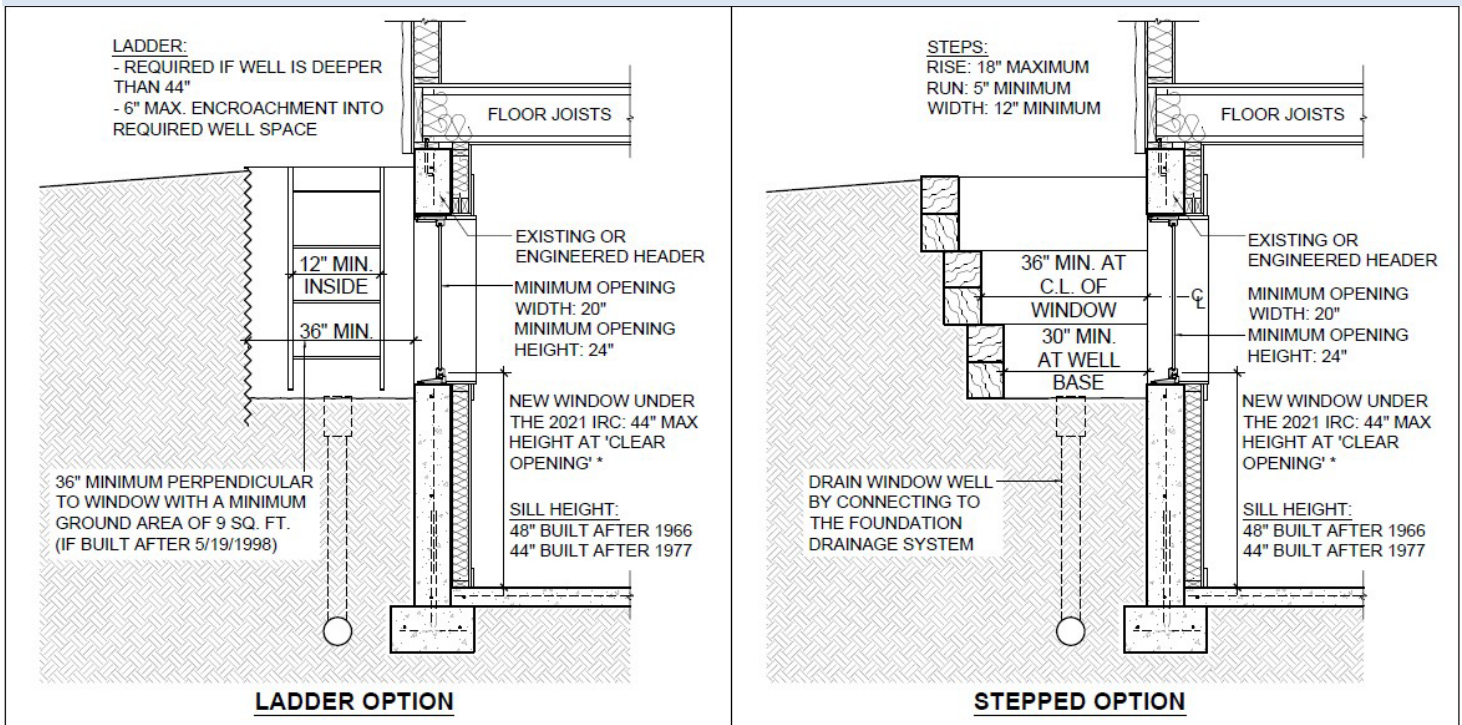 LADDER:
- REQUIRED IF WELL IS DEEPER
THAN 44"
- 6" MAX. ENCROACHMENT INTO
REQUIRED WELL SPACE
FLOOR JOISTS
EXISTING OR
ENGINEERED HEADER
12" MIN.
INSIDE
MINIMUM OPENING
WIDTH: 20"
MINIMUM OPENING
HEIGHT: 24"
36" MIN.
NEW WINDOW UNDER
THE 2021 IRC: 44" MAX
HEIGHT AT 'CLEAR
OPENING' *
36" MINIMUM PERPENDICULAR
TO WINDOW WITH A MINIMUM
GROUND AREA OF 9 SQ. FT.
(IF BUILT AFTER 5/19/1998)
SILL HEIGHT:
48" BUILT AFTER 1966
44" BUILT AFTER 1977
LADDER OPTION
STEPS:
RISE: 18" MAXIMUM
RUN: 5" MINIMUM
WIDTH: 12" MINIMUM
FLOOR JOISTS
EXISTING OR
ENGINEERED HEADER
36" MIN. AT
C.L. OF
WINDOW
CL
MINIMUM OPENING
WIDTH: 20"
MINIMUM OPENING
HEIGHT: 24"
30" MIN.
AT WELL
BASE
NEW WINDOW UNDER
THE 2021 IRC: 44" MAX
HEIGHT AT 'CLEAR
OPENING' *
DRAIN WINDOW WELL
BY CONNECTING TO
THE FOUNDATION
DRAINAGE SYSTEM
SILL HEIGHT:
48" BUILT AFTER 1966
44" BUILT AFTER 1977
STEPPED OPTION